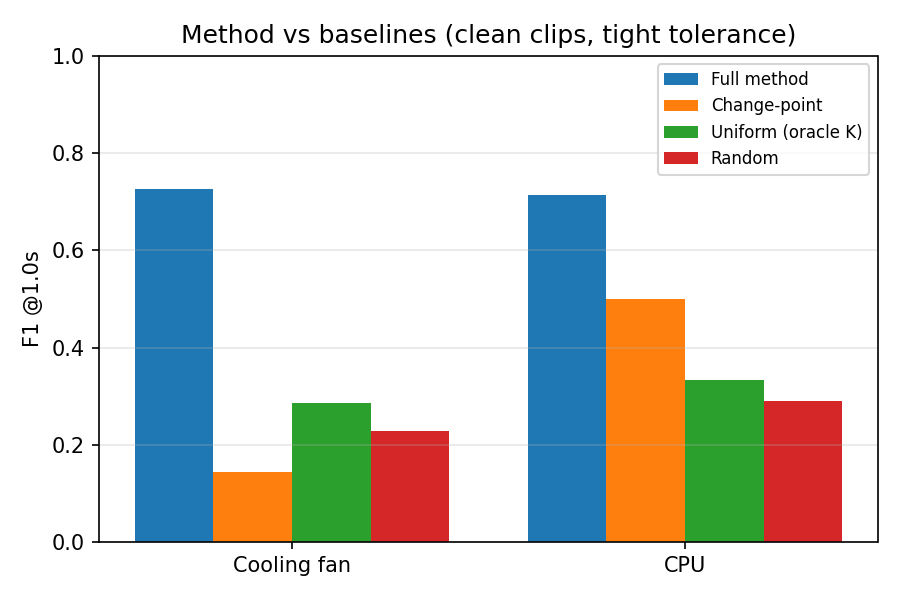 Method vs baselines (clean clips, tight tolerance)
1.0
0.8
0.6
0.4
0.2
0.0
F1 @1.0s
Full method
Change-point
Uniform (oracle K)
Random
Cooling fan
CPU